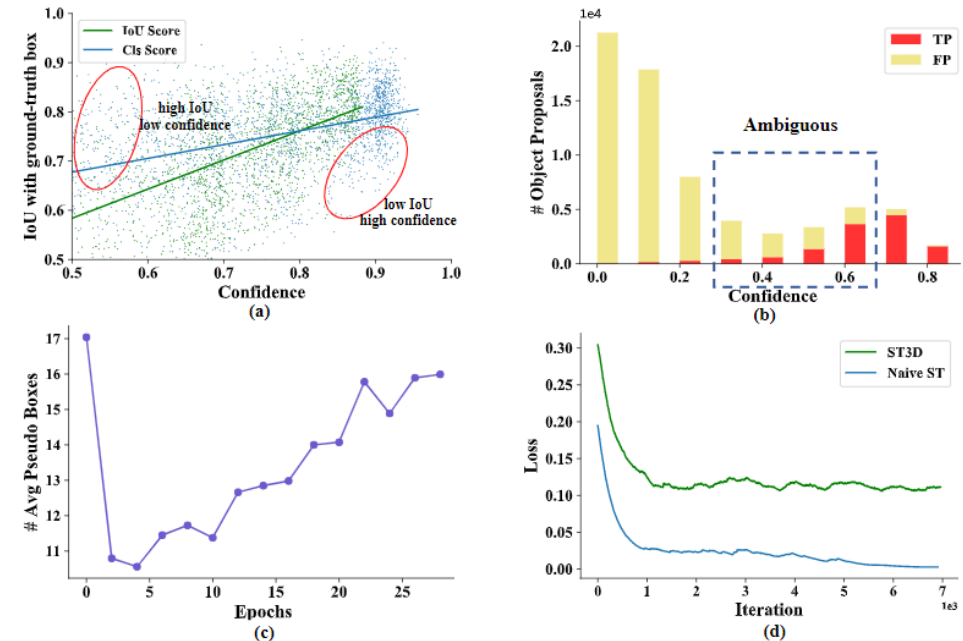 IoU with ground-truth box
1.0
0.9
0.8
0.7
0.6
0.5
IoU Score
Cls Score
high IoU
low confidence
low IoU
high confidence
0.5 0.6 0.7 0.8 0.9 1.0
Confidence
(a)
1e4
# Object Proposals
2.0
1.5
1.0
0.5
0.0
TP
FP
Ambiguous
0.0 0.2 0.4 0.6 0.8
Confidence
(b)
# Avg Pseudo Boxes
17
16
15
14
13
12
11
0 5 10 15 20 25
Epochs
(c)
Loss
0.30
0.25
0.20
0.15
0.10
0.05
0.00
ST3D
Naive ST
0 1 2 3 4 5 6 7
1e3
Iteration
(d)